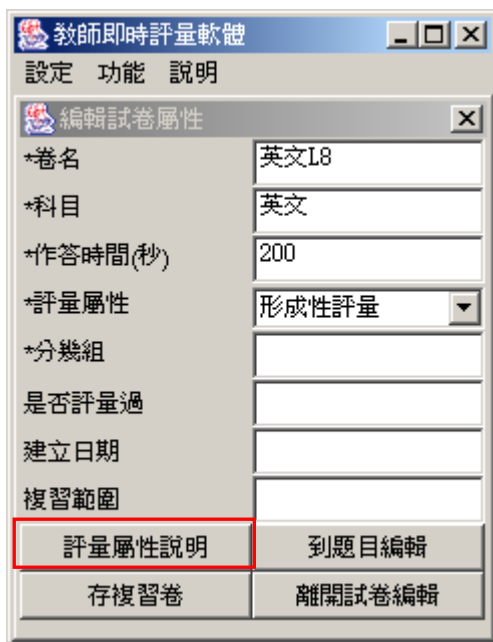 教師即時評量軟體
設定 功能 說明
編輯試卷屬性
*卷名 英文L8
*科目 英文
*作答時間(秒) 200
*評量屬性 形成性評量
*分幾組
是否評量過
建立日期
複習範圍
評量屬性說明 到題目編輯
存複習卷 離開試卷編輯